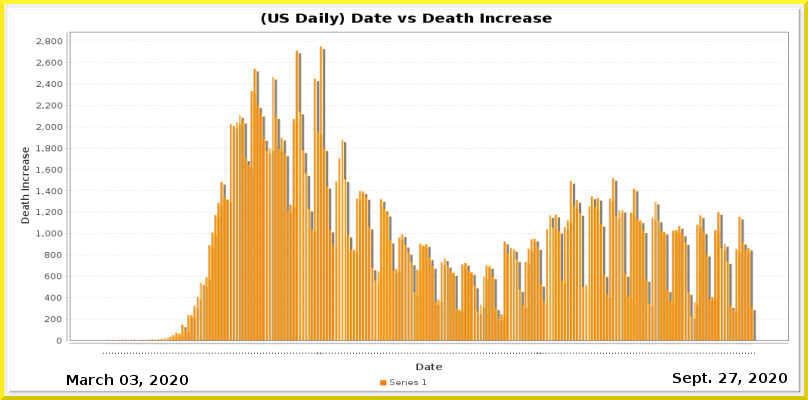 (US Daily) Date vs Death Increase
2,800
2,600
2,400
2,200
2,000
1,800
1,600
1,400
1,200
1,000
800
600
400
200
0
Death Increase
Date
March 03, 2020
Sept. 27, 2020
Series 1